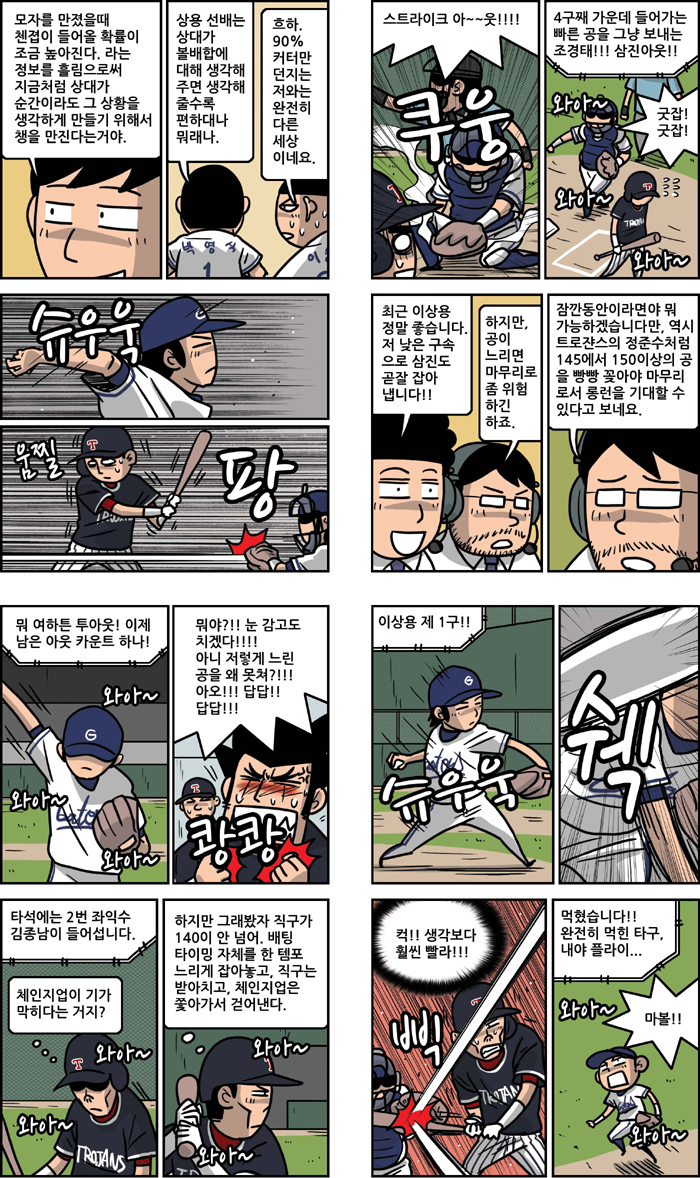 모자를 만졌을때
첸접이 들어올 확률이
조금 높아진다. 라는
정보를 흘림으로써
지금처럼 상대가
순간이라도 그 상황을
생각하게 만들기 위해서
책을 만진다는거야.
상용 선배는
상대가
볼배합에
대해 생각해
주면 생각해
줄수록
편하대나
뭐래나.
흐하.
90%
커터만
던지는
저와는
완전히
다른
세상
이네요.
박영식
1
이
슈우욱
움찔
T
TROJANS
팡
스트라이크 아~~웃!!!!
쿠웅
T
4구째 가운데 들어가는
빠른 공을 그냥 보내는
조경태!!! 삼진아웃!!
와아~
굿잡!
굿잡!
와아~
T
TROJ
와아~
최근 이상용
정말 좋습니다.
저 낮은 구속
으로 삼진도
곧잘 잡아
냅니다!!
하지만,
공이
느리면
마무리로
좀 위험
하긴
하죠.
잠깐동안이라면야 뭐
가능하겠습니다만, 역시
트로쟌스의 정준수처럼
145에서 150이상의 공
을 빵빵 꽂아야 마무리
로서 롱런을 기대할 수
있다고 보네요.
뭐 여하튼 투아웃! 이제
남은 아웃 카운트 하나!
와아~
G
와아~
Gators
와아~
뭐야?!! 눈 감고도
치겠다!!!!
아니 저렇게 느린
공을 왜 못쳐?!!!
아오!!! 답답!!
답답!!!
T
쾅쾅
타석에는 2번 좌익수
김종남이 들어섭니다.
체인지업이 기가
막히다는 거지?
와아~
T
와아~
TROJANS
하지만 그래봤자 직구가
140이 안 넘어. 배팅
타이밍 자체를 한 템포
느리게 잡아놓고, 직구는
받아치고, 체인지업은
쫓아가서 걷어낸다.
와아~
T
와아~
이상용 제 1구!!
G
슈우욱
쉑
컥!! 생각보다
훨씬 빨라!!!
삐빅
T
TROJANS
먹혔습니다!!
완전히 먹힌 타구,
내야 플라이...
와아~
마볼!!
와아~